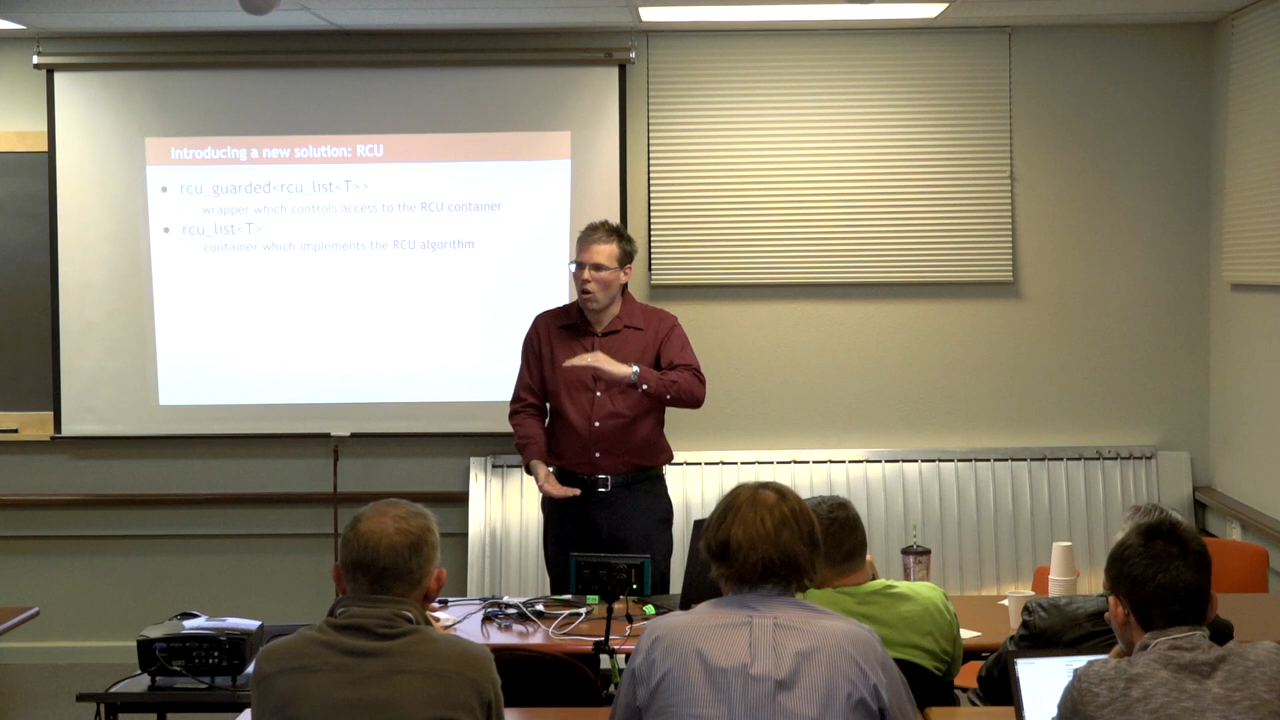 Introducing a new solution: RCU
rcu_guarded<rcu_list<T>>
wrapper which controls access to the RCU container
rcu_list<T>
container which implements the RCU algorithm